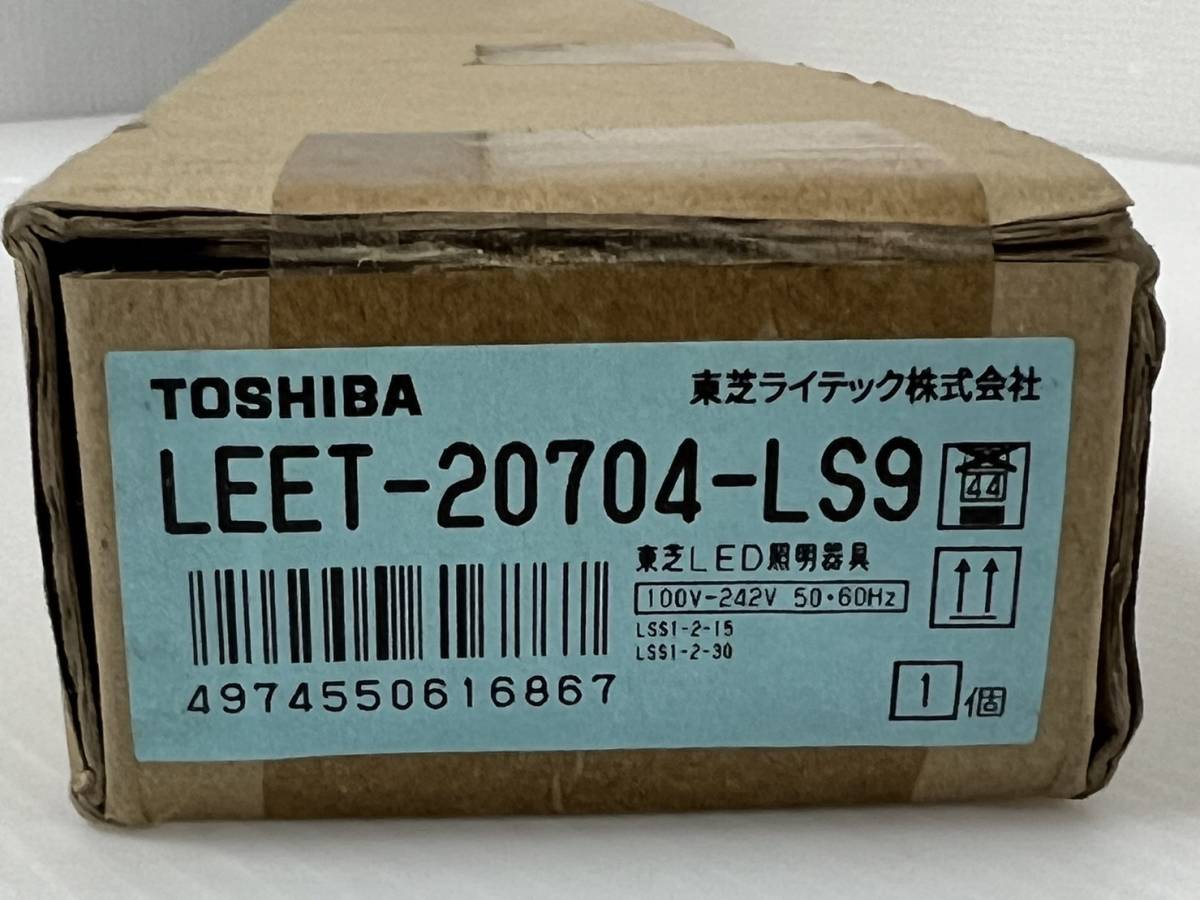 TOSHIBA 東芝ライテック株式会社
LEET-20704-LS9
44
東芝LED照明器具
100V-242V 50・60Hz
LSS1-2-15
LSS1-2-30
4974550616867
1個